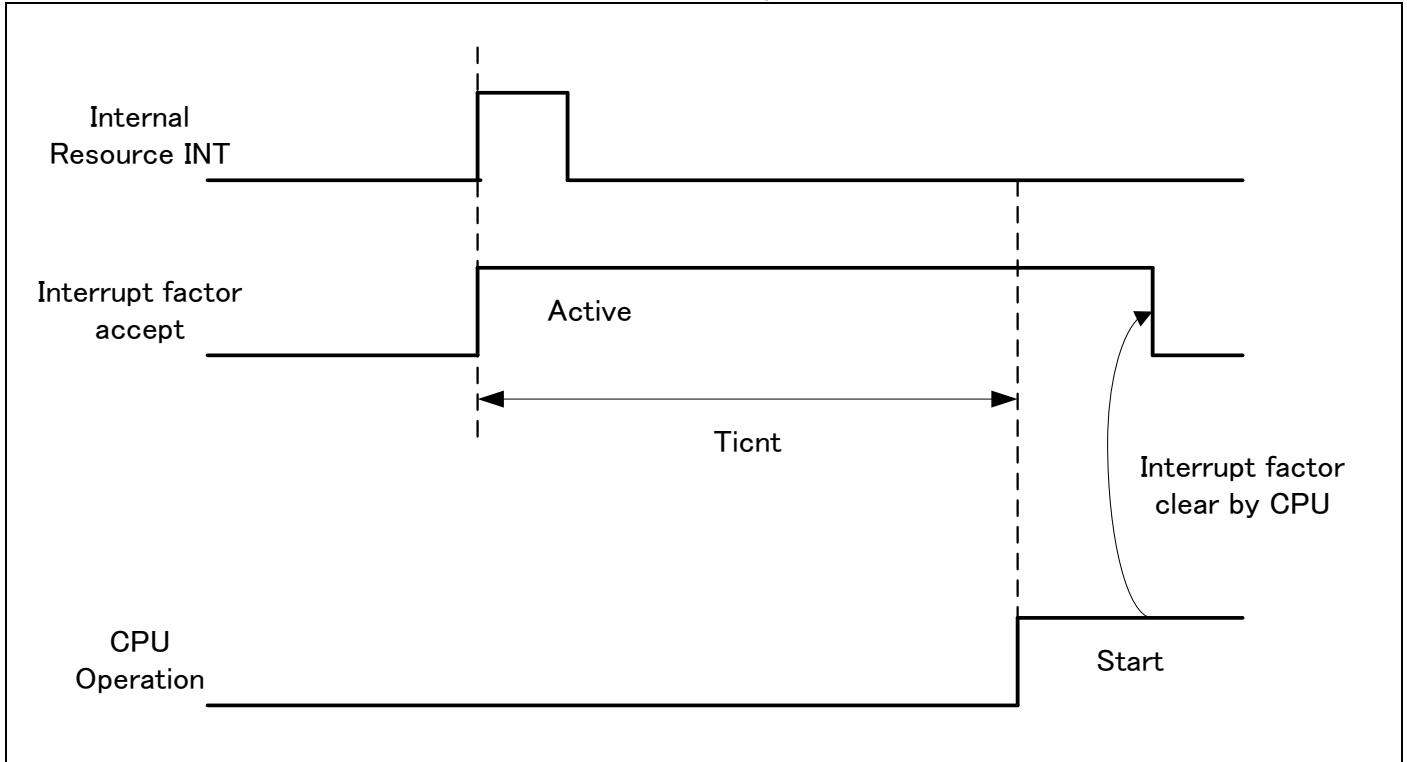 Internal
Resource INT
Interrupt factor
accept
Active
Ticnt
Interrupt factor
clear by CPU
CPU
Operation
Start